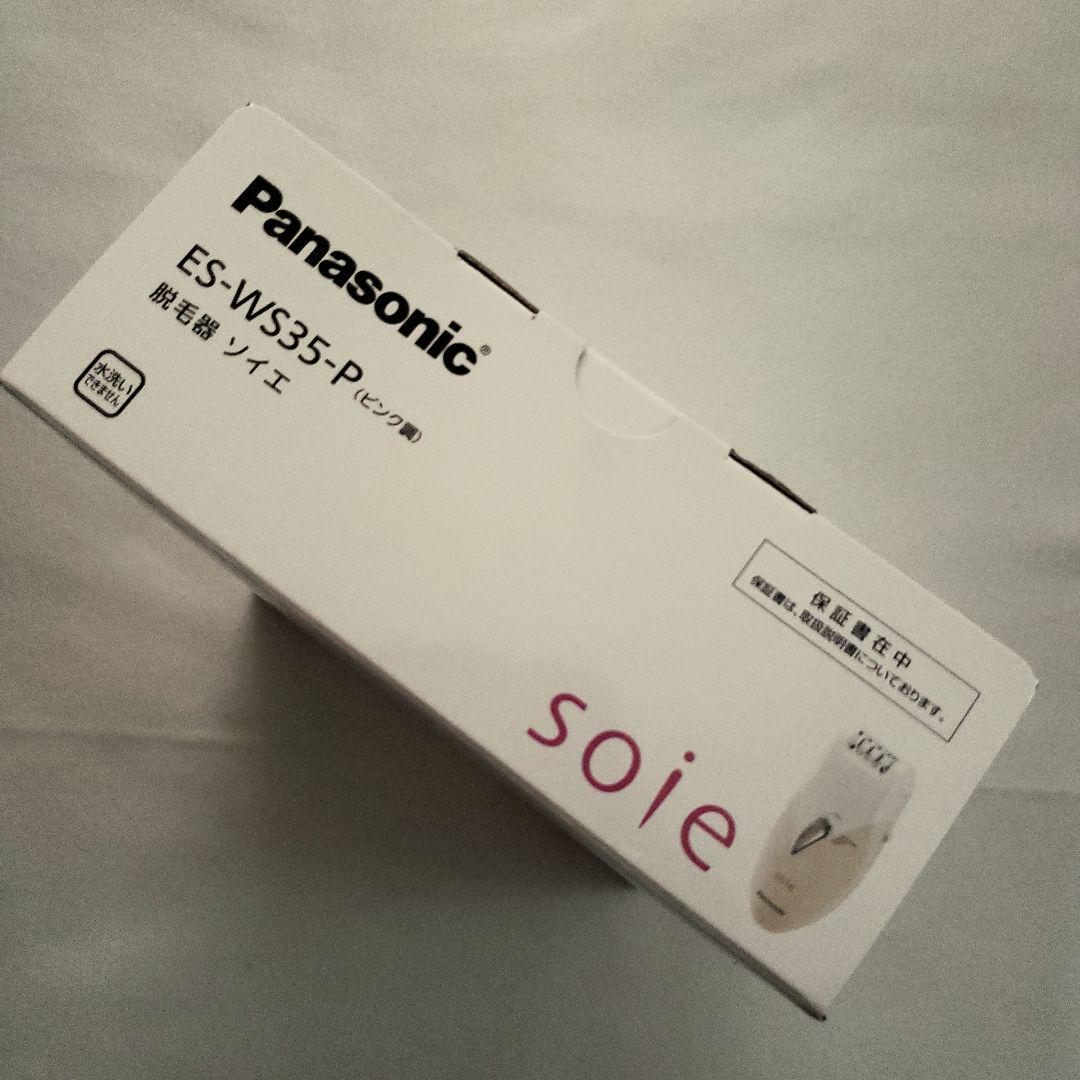 Panasonic®
ES-WS35-P(ピンク調)
脱毛器 ソイエ
水洗い
できません
保証書在中
保証書は、取扱説明書についております。
soie
soie
Panasonic